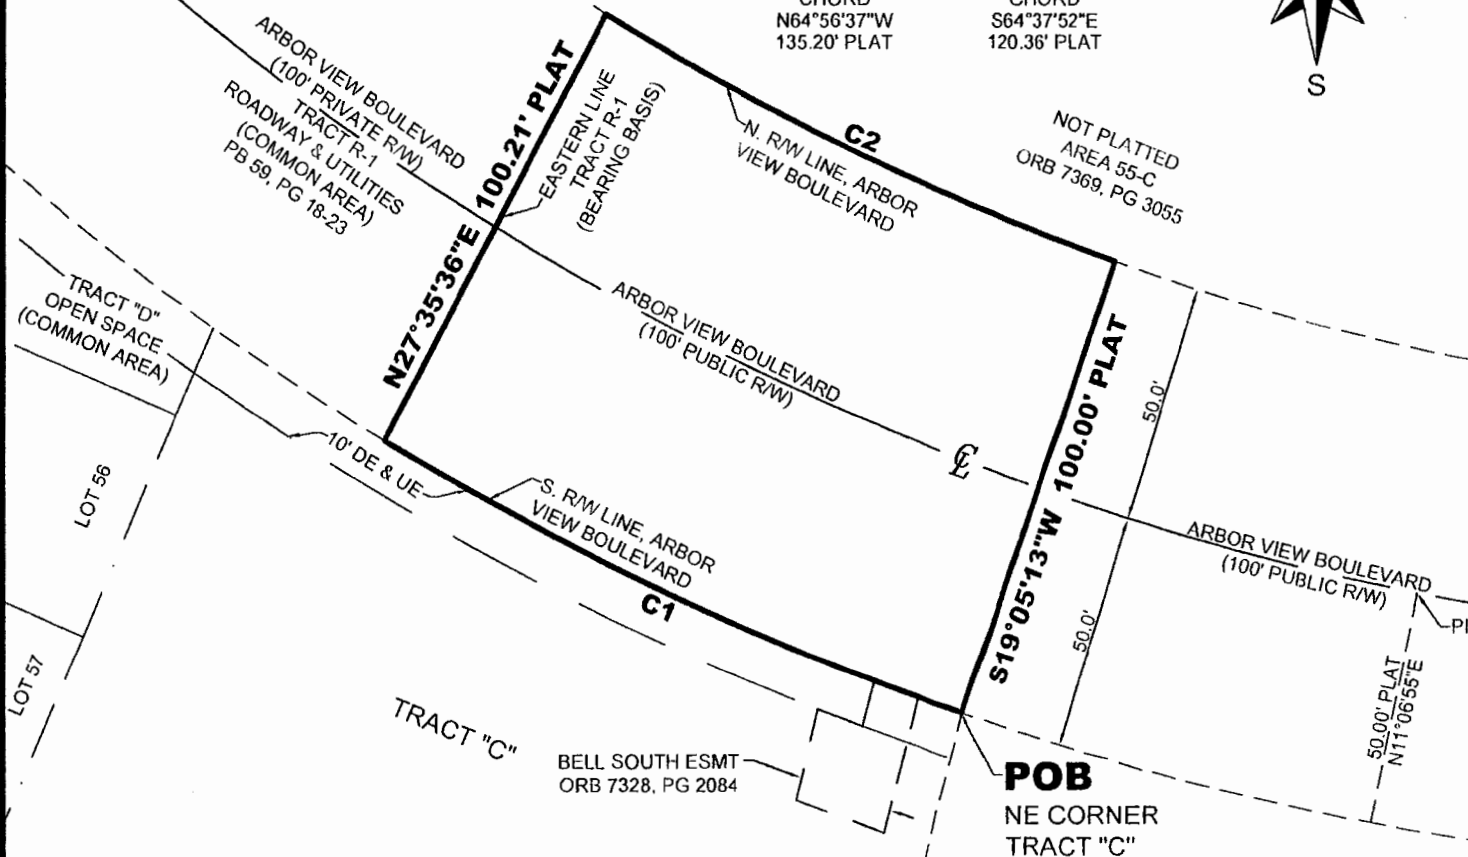 CHORD
N64°56'37"W
135.20' PLAT
CHORD
S64°37'52"E
120.36' PLAT
S
ARBOR VIEW BOULEVARD
(100' PRIVATE R/W)
TRACT R-1
ROADWAY & UTILITIES
(COMMON AREA)
PB 59, PG 18-23
N27°35'36"E 100.21' PLAT
EASTERN LINE
TRACT R-1
(BEARING BASIS)
C2
N. R/W LINE, ARBOR
VIEW BOULEVARD
NOT PLATTED
AREA 55-C
ORB 7369, PG 3055
TRACT "D"
OPEN SPACE
(COMMON AREA)
ARBOR VIEW BOULEVARD
(100' PUBLIC R/W)
CL
S19°05'13"W 100.00' PLAT
50.0'
50.0'
10' DE & UE
S. R/W LINE, ARBOR
VIEW BOULEVARD
C1
ARBOR VIEW BOULEVARD
(100' PUBLIC R/W)
PI
50.00' PLAT
N11°06'55"E
LOT 56
LOT 57
TRACT "C"
BELL SOUTH ESMT
ORB 7328, PG 2084
POB
NE CORNER
TRACT "C"